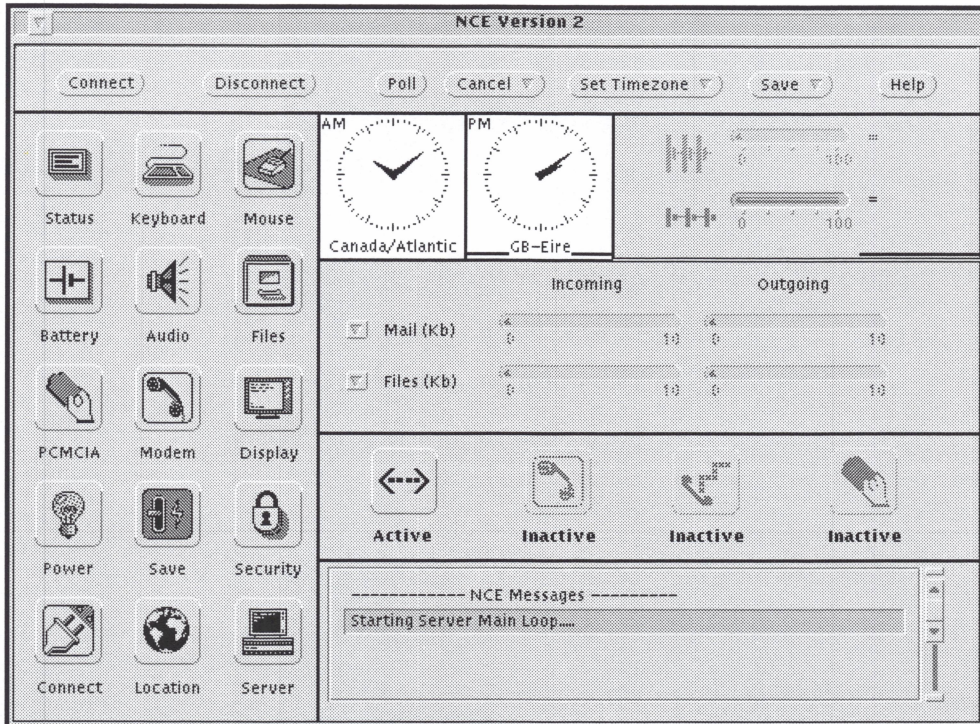 NCE Version 2
Connect Disconnect Poll Cancel Set Timezone Save Help
AM PM
Status Keyboard Mouse
Canada/Atlantic GB-Eire
0 100 =
0 100 =
Incoming Outgoing
Battery Audio Files
Mail (Kb) 0 10 0 10
Files (Kb) 0 10 0 10
PCMCIA Modem Display
Active Inactive Inactive Inactive
Power Save Security
------------ NCE Messages ---------
Starting Server Main Loop....
Connect Location Server